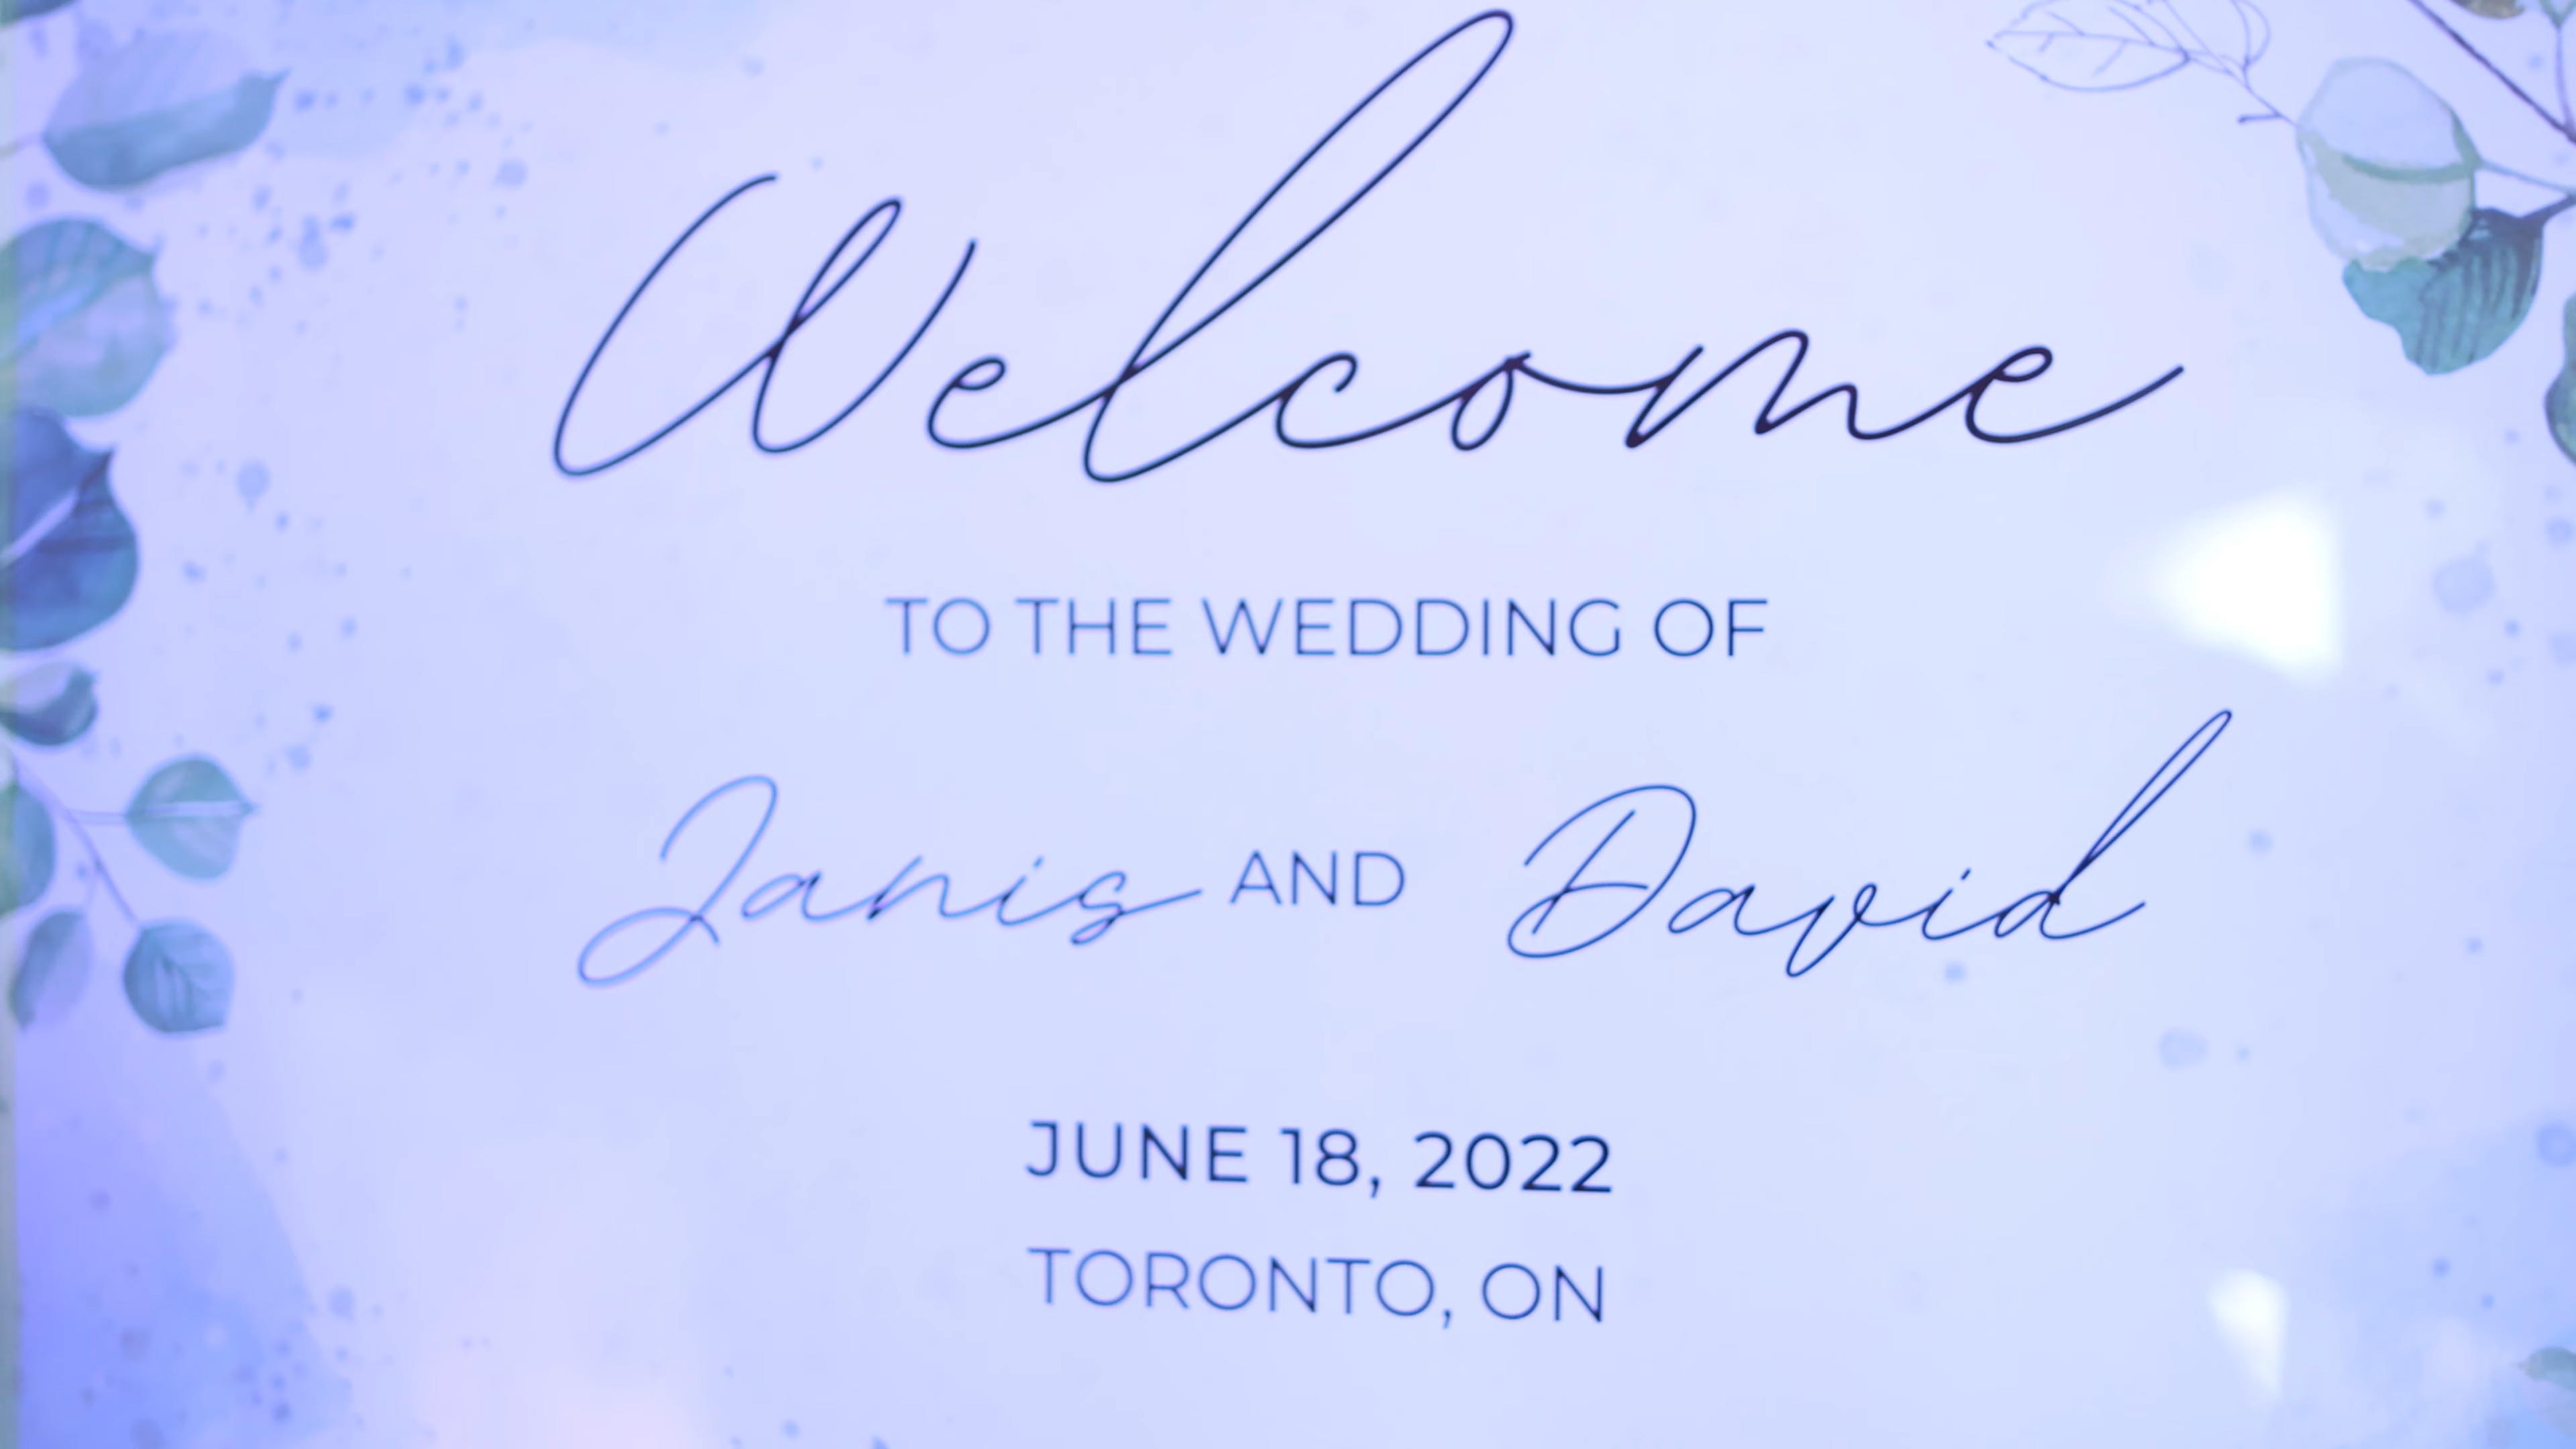 Welcome
TO THE WEDDING OF
Janis AND David
JUNE 18, 2022
TORONTO, ON